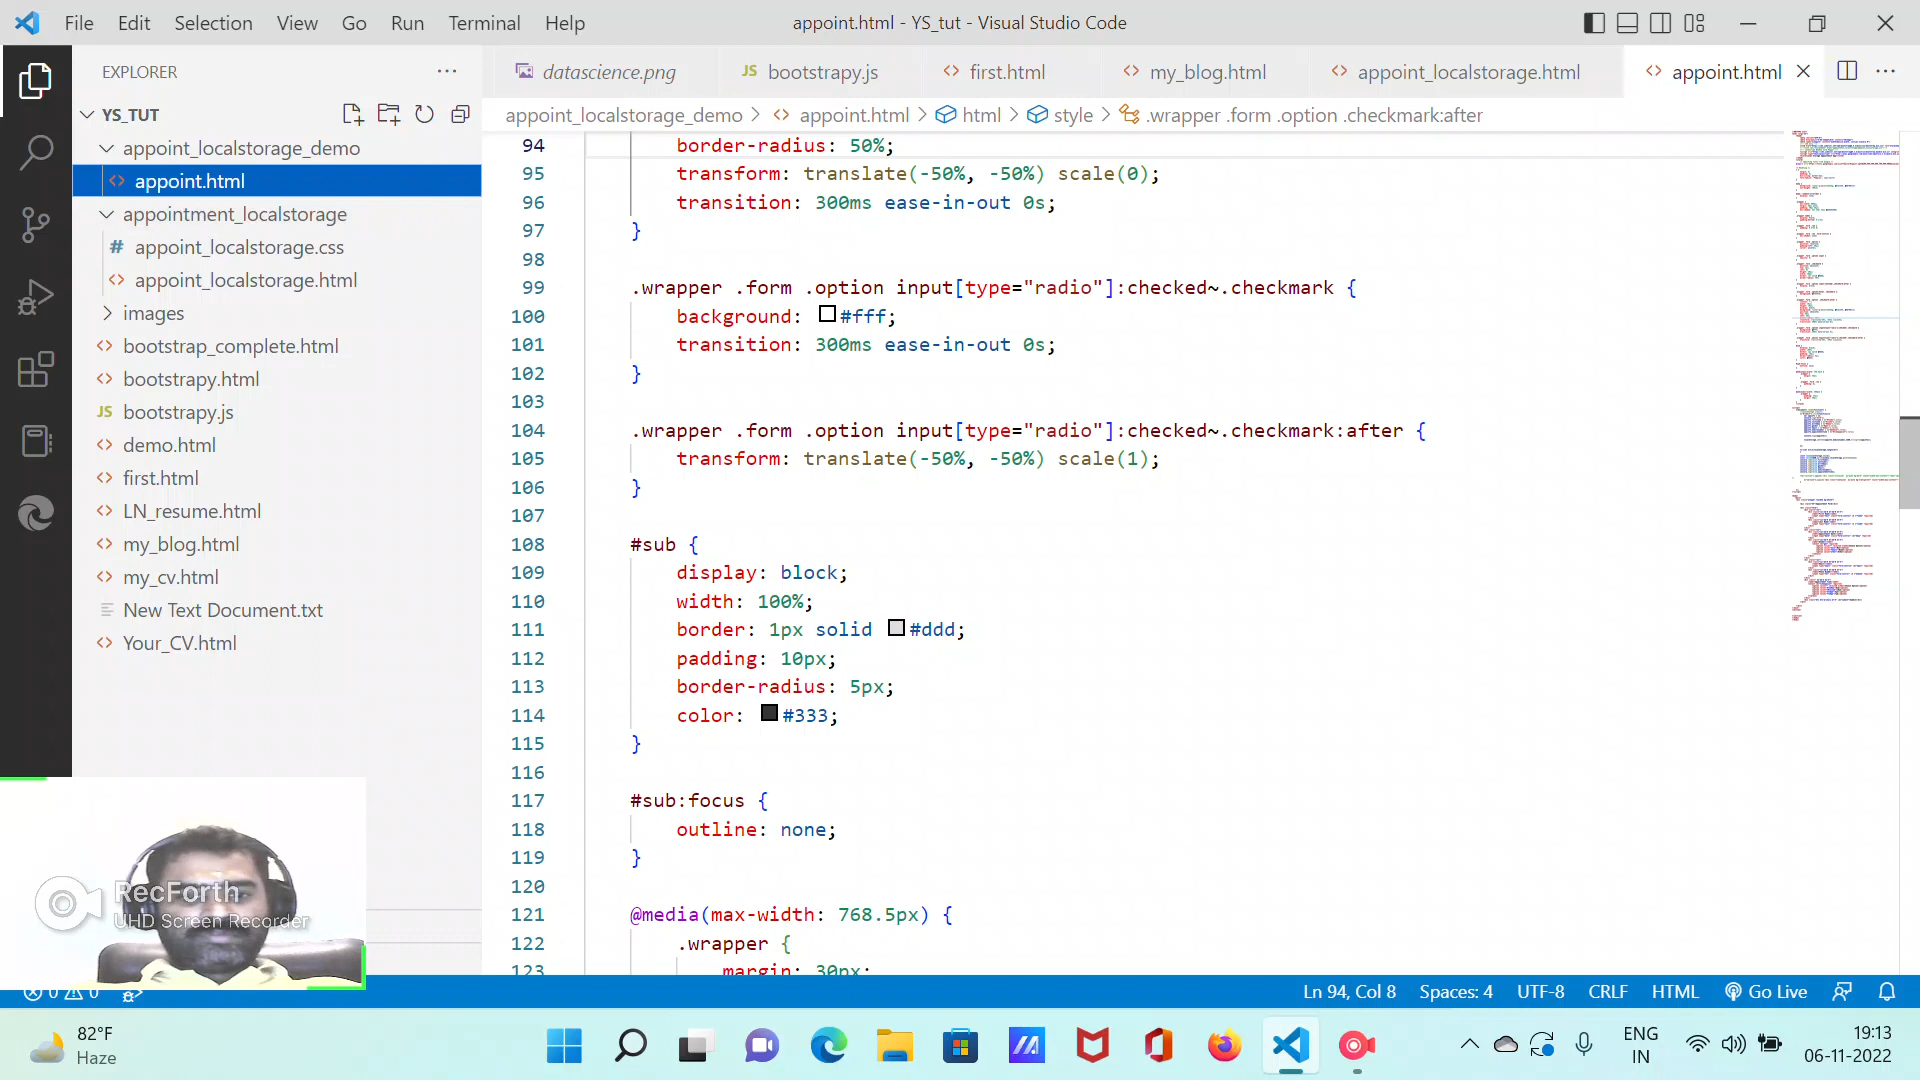 File Edit Selection View Go Run Terminal Help
appoint.html - YS_tut - Visual Studio Code
EXPLORER
YS_TUT
appoint_localstorage_demo
appoint.html
appointment_localstorage
# appoint_localstorage.css
appoint_localstorage.html
images
bootstrap_complete.html
bootstrapy.html
JS bootstrapy.js
demo.html
first.html
LN_resume.html
my_blog.html
my_cv.html
New Text Document.txt
Your_CV.html
datascience.png JS bootstrapy.js first.html my_blog.html appoint_localstorage.html appoint.html
appoint_localstorage_demo > appoint.html > html > style > .wrapper .form .option .checkmark:after
94 border-radius: 50%;
95 transform: translate(-50%, -50%) scale(0);
96 transition: 300ms ease-in-out 0s;
97 }
98
99 .wrapper .form .option input[type="radio"]:checked~.checkmark {
100 background: #fff;
101 transition: 300ms ease-in-out 0s;
102 }
103
104 .wrapper .form .option input[type="radio"]:checked~.checkmark:after {
105 transform: translate(-50%, -50%) scale(1);
106 }
107
108 #sub {
109 display: block;
110 width: 100%;
111 border: 1px solid #ddd;
112 padding: 10px;
113 border-radius: 5px;
114 color: #333;
115 }
116
117 #sub:focus {
118 outline: none;
119 }
120
121 @media(max-width: 768.5px) {
122 .wrapper {
123 margin: 30px;
RecForth
UHD Screen Recorder
0 0
Ln 94, Col 8 Spaces: 4 UTF-8 CRLF HTML Go Live
82°F
Haze
ENG
IN
19:13
06-11-2022